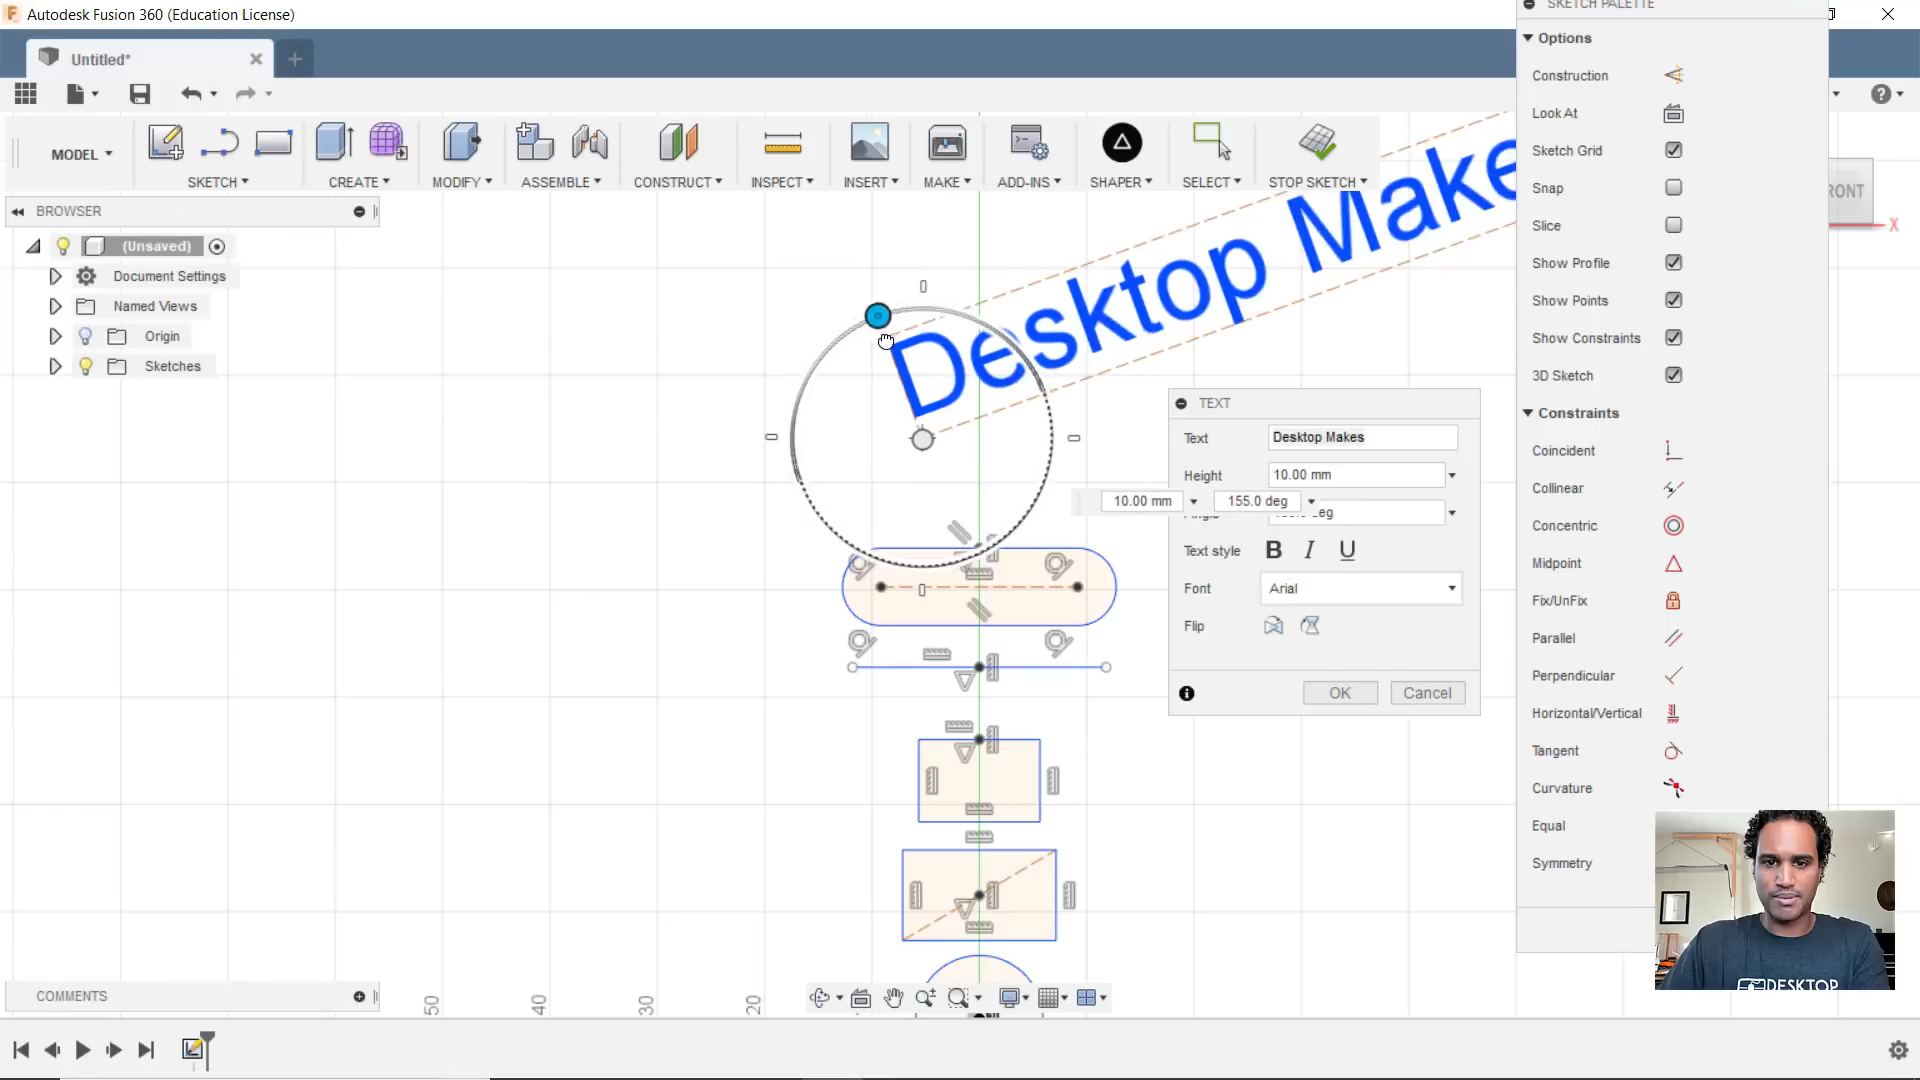 Autodesk Fusion 360 (Education License)
SKETCH PALETTE
Untitled*
Options
Construction
Look At
Sketch Grid
Snap
Slice
Show Profile
Show Points
Show Constraints
3D Sketch
Constraints
Coincident
Collinear
Concentric
Midpoint
Fix/UnFix
Parallel
Perpendicular
Horizontal/Vertical
Tangent
Curvature
Equal
Symmetry
MODEL
SKETCH
CREATE
MODIFY
ASSEMBLE
CONSTRUCT
INSPECT
INSERT
MAKE
ADD-INS
SHAPER
SELECT
STOP SKETCH
RONT
X
BROWSER
(Unsaved)
Document Settings
Named Views
Origin
Sketches
Desktop Make
TEXT
Text Desktop Makes
Height 10.00 mm
10.00 mm 155.0 deg
Text style B I U
Font Arial
Flip
OK Cancel
50 40 30 20
COMMENTS
DESKTOP